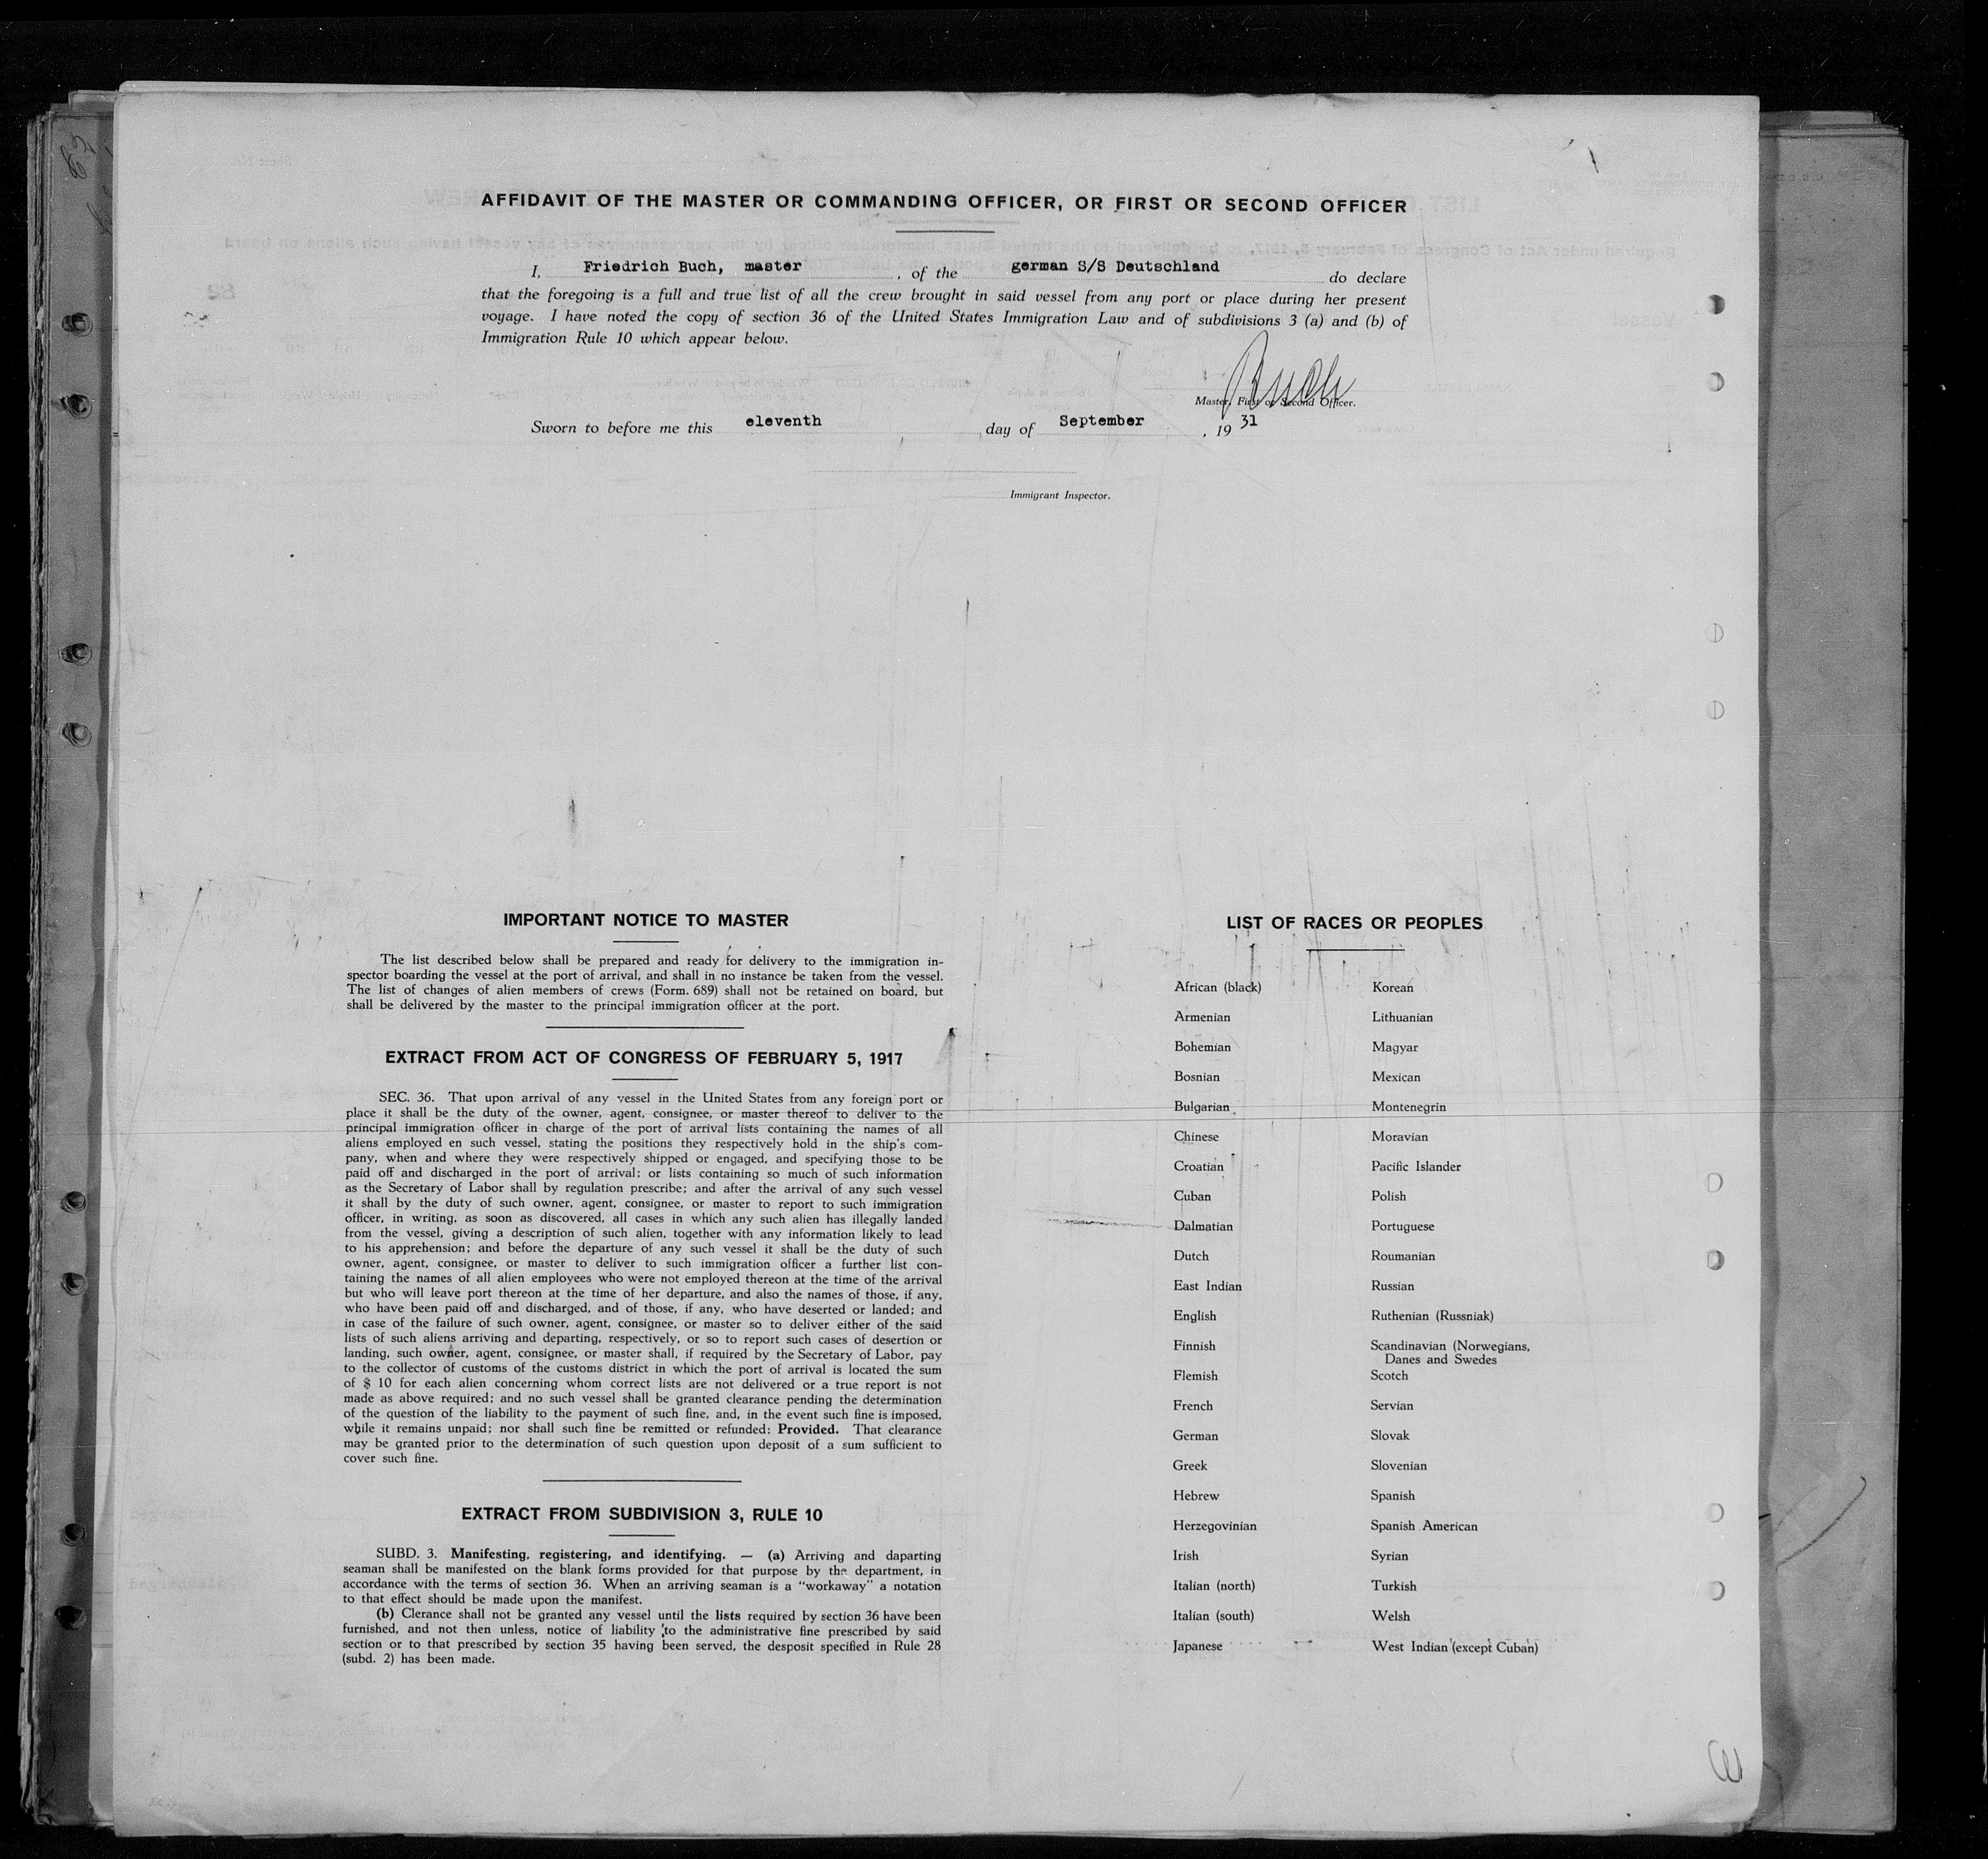 AFFIDAVIT OF THE MASTER OR COMMANDING OFFICER, OR FIRST OR SECOND OFFICER
I, Friedrich Buch, master, of the german S/S Deutschland do declare
that the foregoing is a full and true list of all the crew brought in said vessel from any port or place during her present
voyage. I have noted the copy of section 36 of the United States Immigration Law and of subdivisions 3 (a) and (b) of
Immigration Rule 10 which appear below.
Buch
Master, First or Second Officer.
Sworn to before me this eleventh day of September, 19 31
Immigrant Inspector.
IMPORTANT NOTICE TO MASTER
The list described below shall be prepared and ready for delivery to the immigration in-
spector boarding the vessel at the port of arrival, and shall in no instance be taken from the vessel.
The list of changes of alien members of crews (Form. 689) shall not be retained on board, but
shall be delivered by the master to the principal immigration officer at the port.
EXTRACT FROM ACT OF CONGRESS OF FEBRUARY 5, 1917
SEC. 36. That upon arrival of any vessel in the United States from any foreign port or
place it shall be the duty of the owner, agent, consignee, or master thereof to deliver to the
principal immigration officer in charge of the port of arrival lists containing the names of all
aliens employed en such vessel, stating the positions they respectively hold in the ship's com-
pany, when and where they were respectively shipped or engaged, and specifying those to be
paid off and discharged in the port of arrival; or lists containing so much of such information
as the Secretary of Labor shall by regulation prescribe; and after the arrival of any such vessel
it shall by the duty of such owner, agent, consignee, or master to report to such immigration
officer, in writing, as soon as discovered, all cases in which any such alien has illegally landed
from the vessel, giving a description of such alien, together with any information likely to lead
to his apprehension; and before the departure of any such vessel it shall be the duty of such
owner, agent, consignee, or master to deliver to such immigration officer a further list con-
taining the names of all alien employees who were not employed thereon at the time of the arrival
but who will leave port thereon at the time of her departure, and also the names of those, if any,
who have been paid off and discharged, and of those, if any, who have deserted or landed; and
in case of the failure of such owner, agent, consignee, or master so to deliver either of the said
lists of such aliens arriving and departing, respectively, or so to report such cases of desertion or
landing, such owner, agent, consignee, or master shall, if required by the Secretary of Labor, pay
to the collector of customs of the customs district in which the port of arrival is located the sum
of $ 10 for each alien concerning whom correct lists are not delivered or a true report is not
made as above required; and no such vessel shall be granted clearance pending the determination
of the question of the liability to the payment of such fine, and, in the event such fine is imposed,
while it remains unpaid; nor shall such fine be remitted or refunded: Provided. That clearance
may be granted prior to the determination of such question upon deposit of a sum sufficient to
cover such fine.
EXTRACT FROM SUBDIVISION 3, RULE 10
SUBD. 3. Manifesting, registering, and identifying. — (a) Arriving and daparting
seaman shall be manifested on the blank forms provided for that purpose by the department, in
accordance with the terms of section 36. When an arriving seaman is a "workaway" a notation
to that effect should be made upon the manifest.
(b) Clerance shall not be granted any vessel until the lists required by section 36 have been
furnished, and not then unless, notice of liability to the administrative fine prescribed by said
section or to that prescribed by section 35 having been served, the desposit specified in Rule 28
(subd. 2) has been made.
LIST OF RACES OR PEOPLES
African (black)
Armenian
Bohemian
Bosnian
Bulgarian
Chinese
Croatian
Cuban
Dalmatian
Dutch
East Indian
English
Finnish
Flemish
French
German
Greek
Hebrew
Herzegovinian
Irish
Italian (north)
Italian (south)
Japanese
Korean
Lithuanian
Magyar
Mexican
Montenegrin
Moravian
Pacific Islander
Polish
Portuguese
Roumanian
Russian
Ruthenian (Russniak)
Scandinavian (Norwegians,
Danes and Swedes
Scotch
Servian
Slovak
Slovenian
Spanish
Spanish American
Syrian
Turkish
Welsh
West Indian (except Cuban)